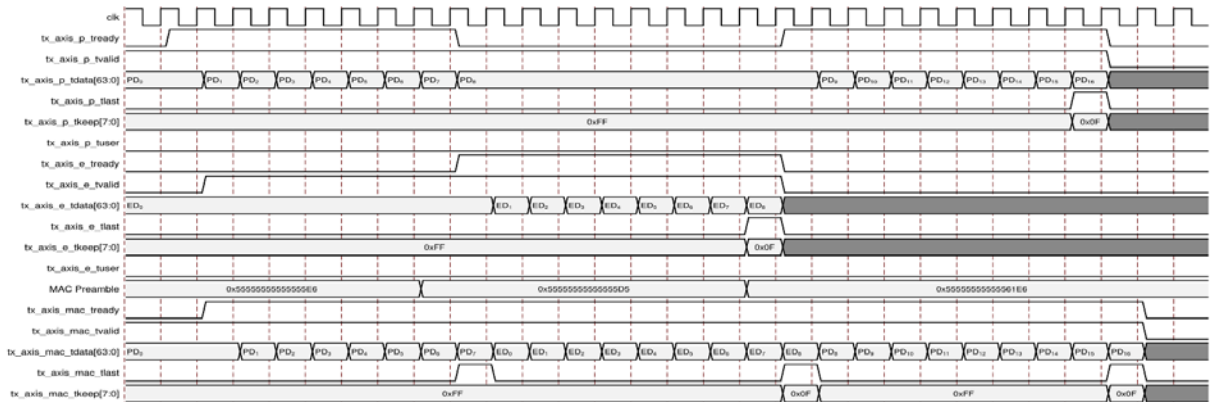 clk
tx_axis_p_tready
tx_axis_p_tvalid
tx_axis_p_tdata[63:0] PD₀ PD₁ PD₂ PD₃ PD₄ PD₅ PD₆ PD₇ PD₈ PD₉ PD₁₀ PD₁₁ PD₁₂ PD₁₃ PD₁₄ PD₁₅ PD₁₆
tx_axis_p_tlast
tx_axis_p_tkeep[7:0] 0xFF 0x0F
tx_axis_p_tuser
tx_axis_e_tready
tx_axis_e_tvalid
tx_axis_e_tdata[63:0] ED₀ ED₁ ED₂ ED₃ ED₄ ED₅ ED₆ ED₇ ED₈
tx_axis_e_tlast
tx_axis_e_tkeep[7:0] 0xFF 0x0F
tx_axis_e_tuser
MAC Preamble 0x55555555555555E6 0x55555555555555D5 0x55555555555561E6
tx_axis_mac_tready
tx_axis_mac_tvalid
tx_axis_mac_tdata[63:0] PD₀ PD₁ PD₂ PD₃ PD₄ PD₅ PD₆ PD₇ ED₀ ED₁ ED₂ ED₃ ED₄ ED₅ ED₆ ED₇ ED₈ PD₈ PD₉ PD₁₀ PD₁₁ PD₁₂ PD₁₃ PD₁₄ PD₁₅ PD₁₆
tx_axis_mac_tlast
tx_axis_mac_tkeep[7:0] 0xFF 0x0F 0xFF 0x0F